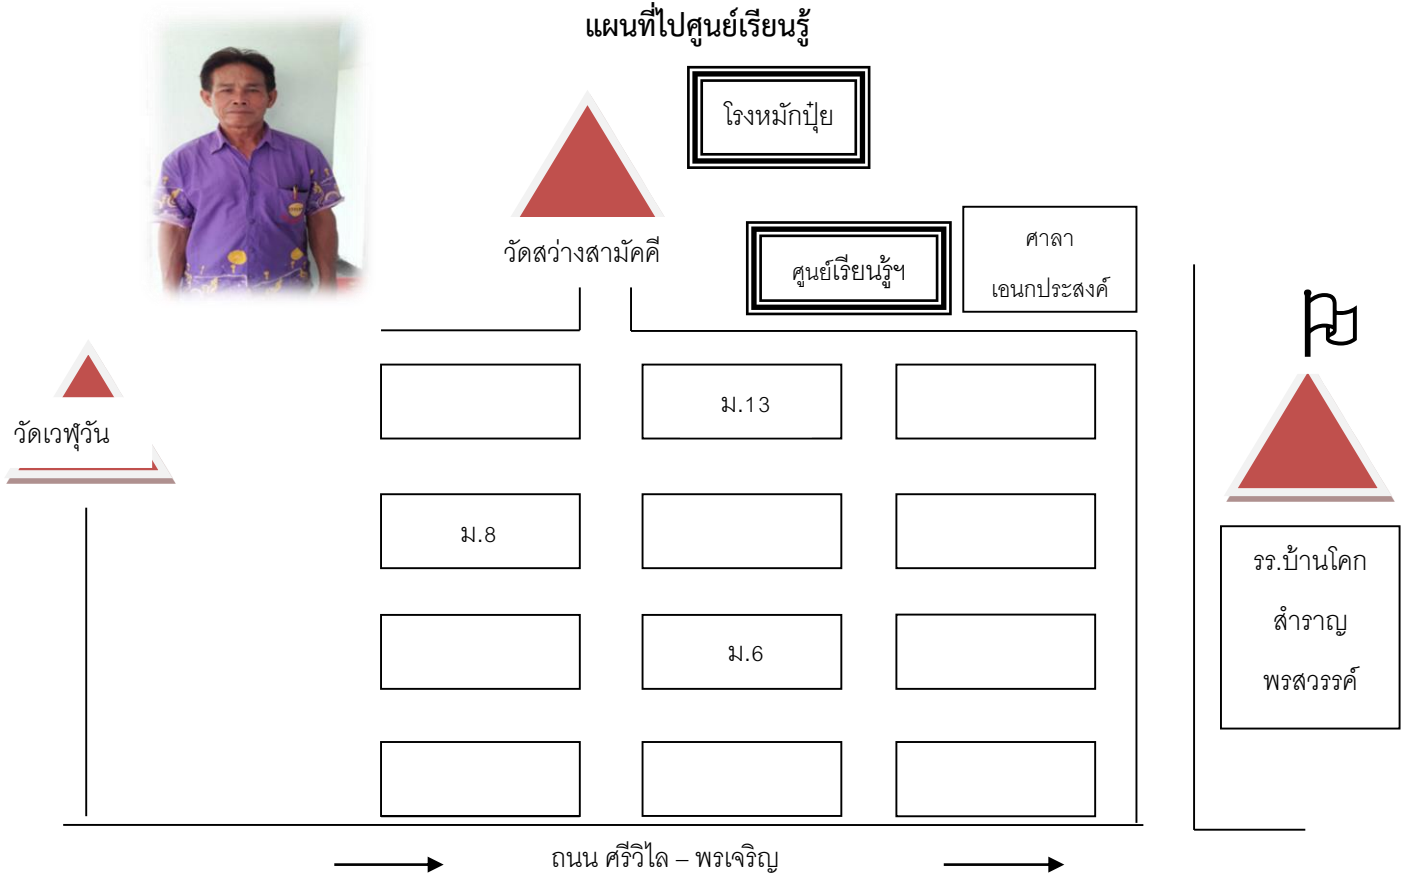 แผนที่ไปศูนย์เรียนรู้
โรงหมักปุ๋ย
วัดสว่างสามัคคี
ศูนย์เรียนรู้ฯ
ศาลา
เอนกประสงค์
วัดเวฬุวัน
ม.13
ม.8
ม.6
รร.บ้านโคก
สำราญ
พรสวรรค์
ถนน ศรีวิไล – พรเจริญ